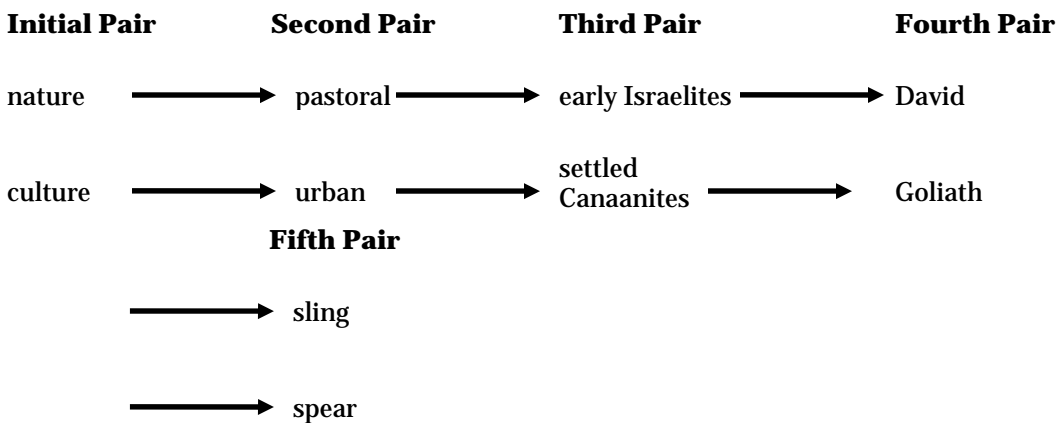 Initial Pair Second Pair Third Pair Fourth Pair
nature pastoral early Israelites David
culture urban settled Canaanites Goliath
Fifth Pair
sling
spear